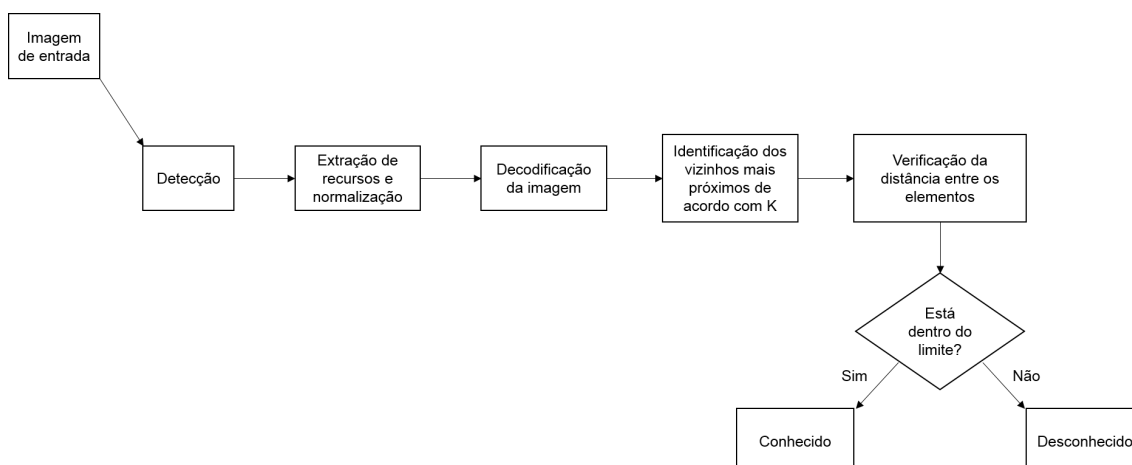 Imagem
de entrada
Detecção
Extração de
recursos e
normalização
Decodificação
da imagem
Identificação dos
vizinhos mais
próximos de
acordo com K
Verificação da
distância entre os
elementos
Está
dentro do
limite?
Sim
Não
Conhecido
Desconhecido